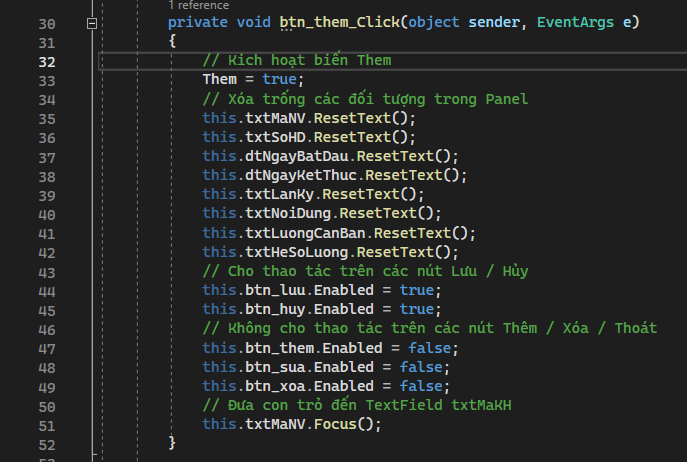 1 reference
30 private void btn_them_Click(object sender, EventArgs e)
31 {
32 // Kích hoạt biến Them
33 Them = true;
34 // Xóa trống các đối tượng trong Panel
35 this.txtMaNV.ResetText();
36 this.txtSoHD.ResetText();
37 this.dtNgayBatDau.ResetText();
38 this.dtNgayKetThuc.ResetText();
39 this.txtLanKy.ResetText();
40 this.txtNoiDung.ResetText();
41 this.txtLuongCanBan.ResetText();
42 this.txtHeSoLuong.ResetText();
43 // Cho thao tác trên các nút Lưu / Hủy
44 this.btn_luu.Enabled = true;
45 this.btn_huy.Enabled = true;
46 // Không cho thao tác trên các nút Thêm / Xóa / Thoát
47 this.btn_them.Enabled = false;
48 this.btn_sua.Enabled = false;
49 this.btn_xoa.Enabled = false;
50 // Đưa con trỏ đến TextField txtMaKH
51 this.txtMaNV.Focus();
52 }